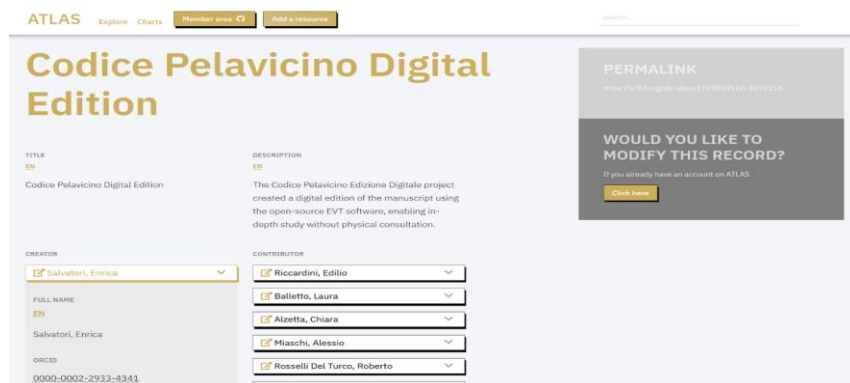 ATLAS
Explore Charts Member area Add a resource
search...
Codice Pelavicino Digital
Edition
TITLE
EN
Codice Pelavicino Digital Edition
DESCRIPTION
EN
The Codice Pelavicino Edizione Digitale project
created a digital edition of the manuscript using
the open-source EVT software, enabling in-
depth study without physical consultation.
CREATOR
Salvatori, Enrica
FULL NAME
EN
Salvatori, Enrica
ORCID
0000-0002-2933-4341
CONTRIBUTOR
Riccardini, Edilio
Balletto, Laura
Alzetta, Chiara
Miaschi, Alessio
Rosselli Del Turco, Roberto
PERMALINK
WOULD YOU LIKE TO
MODIFY THIS RECORD?
If you already have an account on ATLAS
Click here